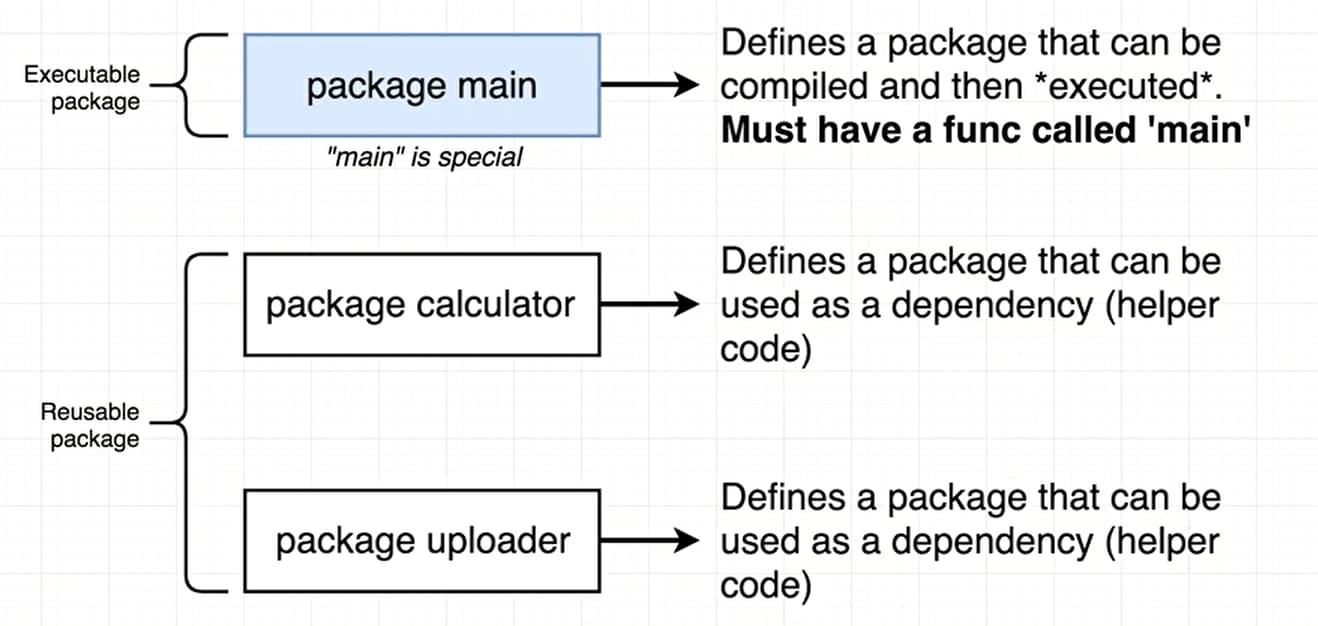 Executable
package
package main
"main" is special
Defines a package that can be
compiled and then *executed*.
Must have a func called 'main'
Reusable
package
package calculator
Defines a package that can be
used as a dependency (helper
code)
package uploader
Defines a package that can be
used as a dependency (helper
code)